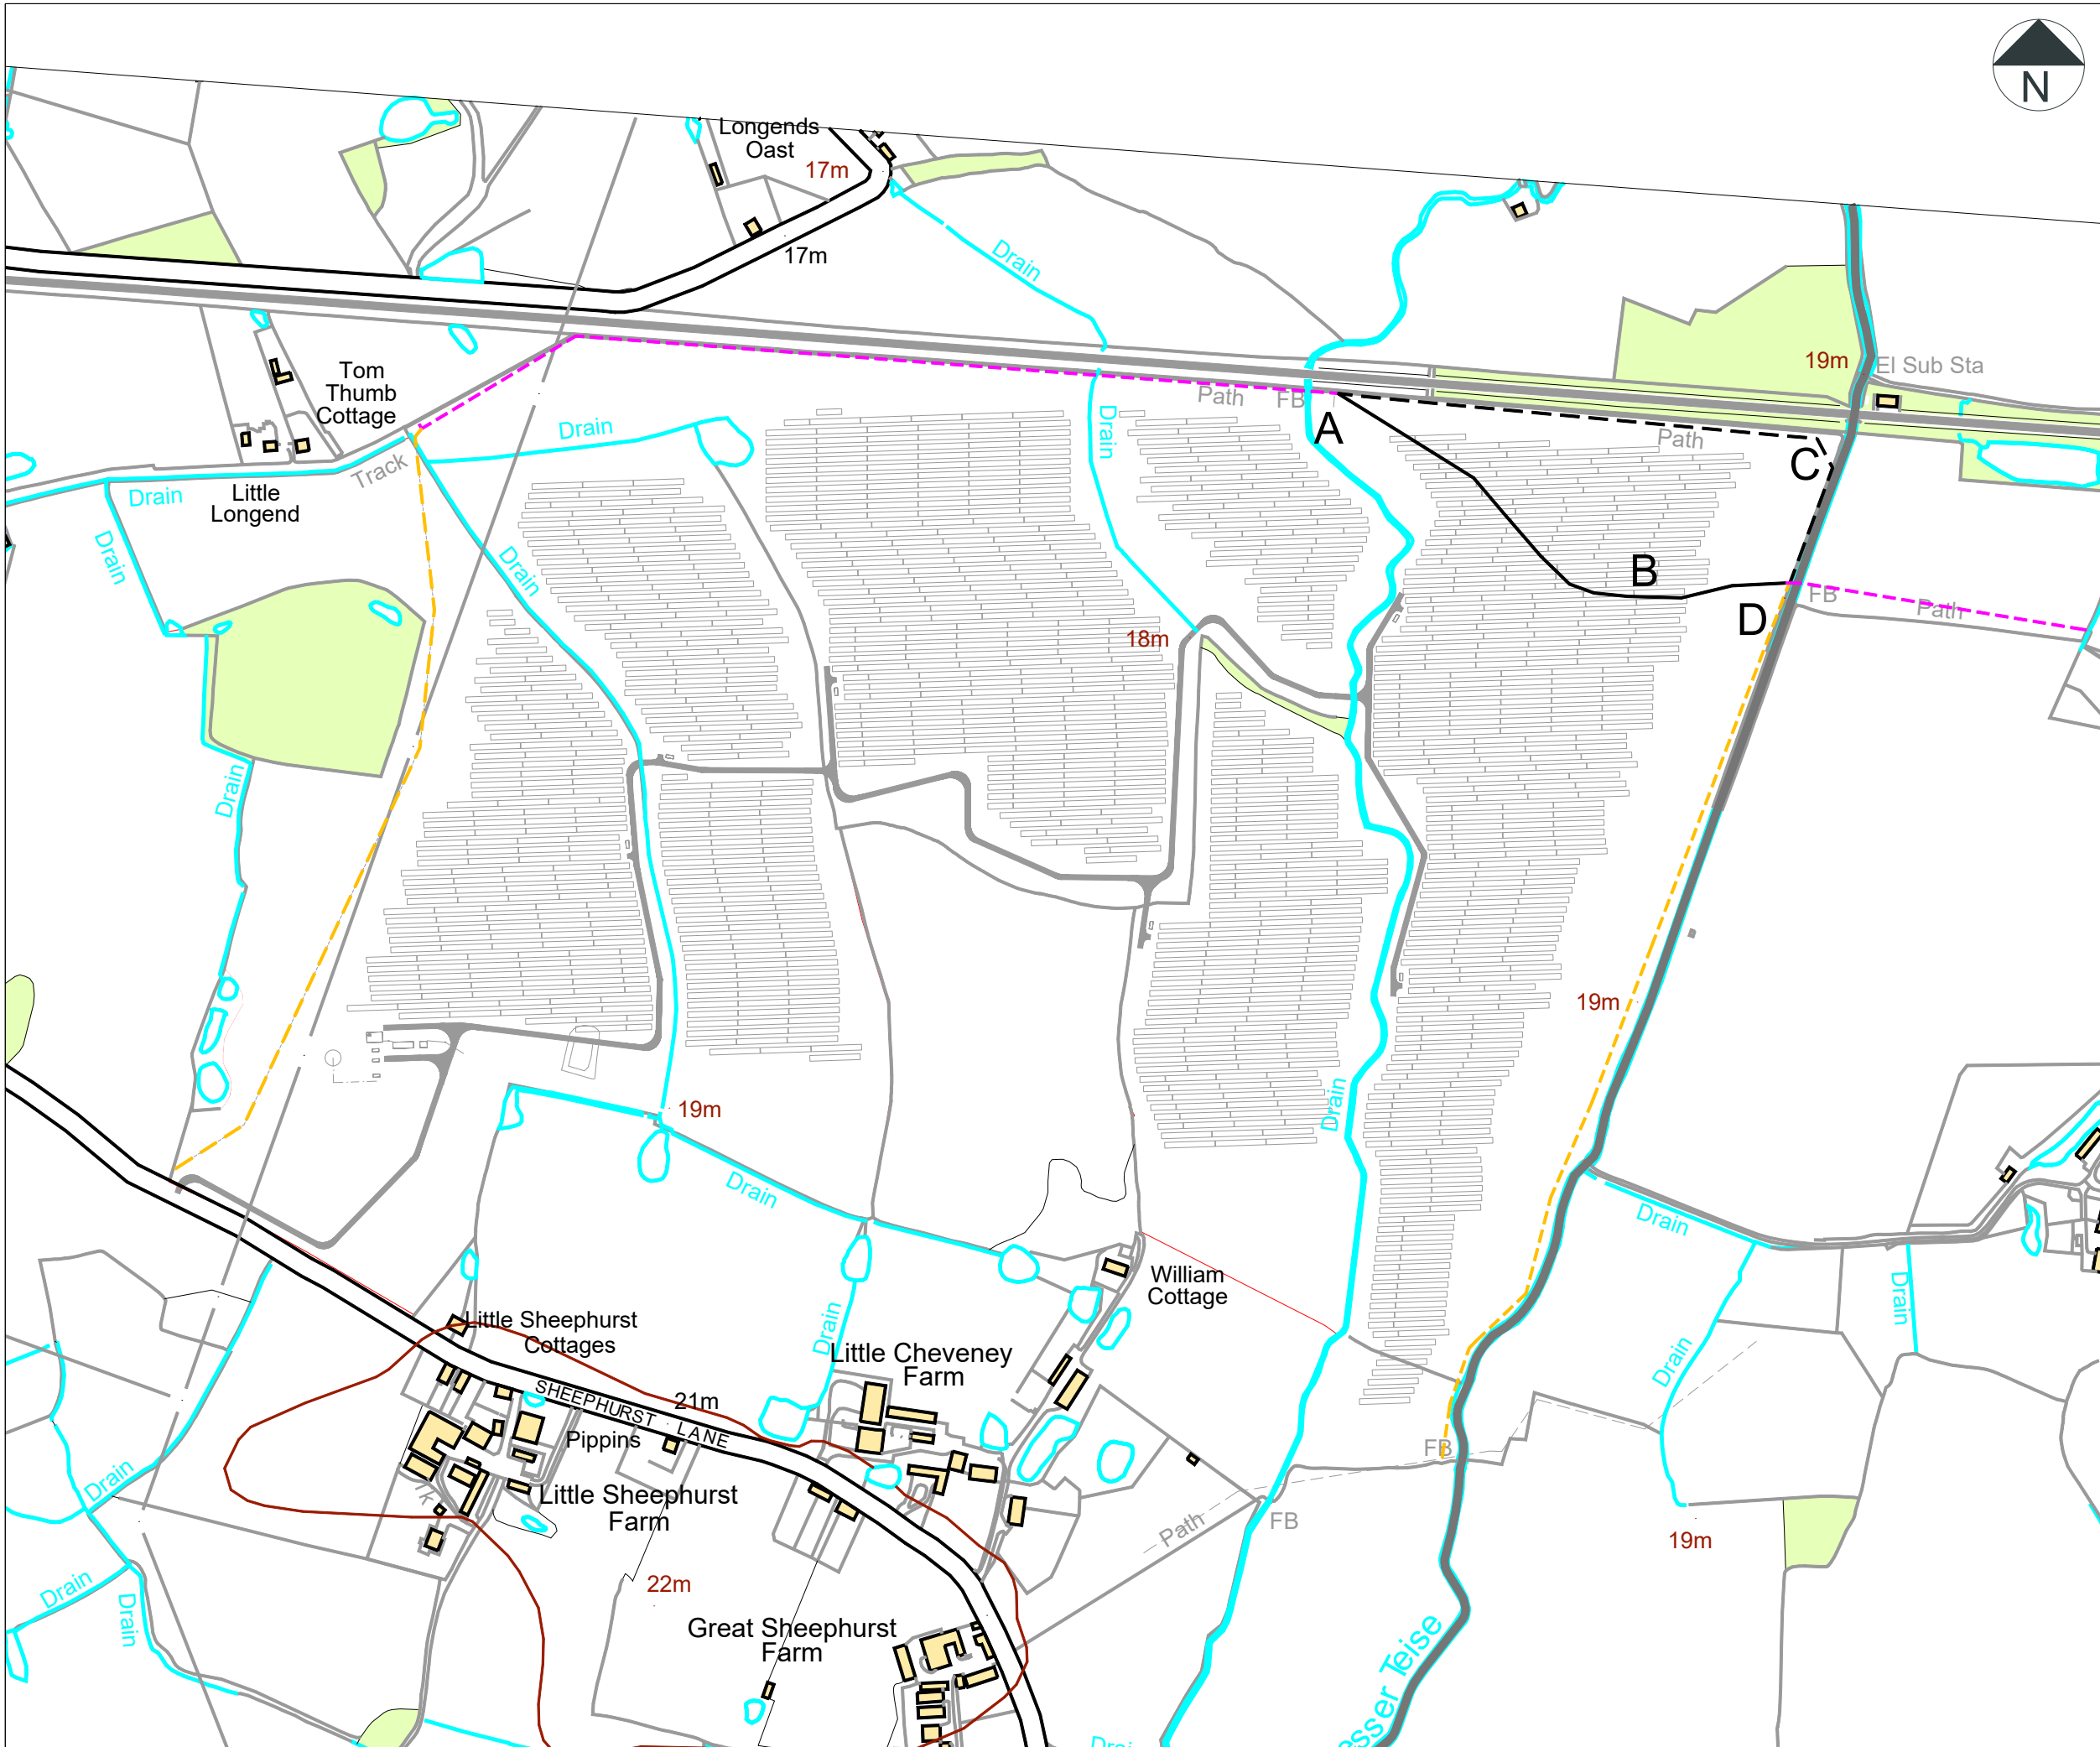 N
Longends
Oast
17m
17m
Drain
El Sub Sta
19m
Tom
Thumb
Cottage
Path
FB
A
Path
C
Drain
Drain
Track
Little
Longend
Drain
Drain
Drain
B
D
FB
Path
18m
Drain
19m
19m
Drain
Drain
Drain
Drain
William
Cottage
Little Sheephurst
Cottages
Drain
Drain
Little Cheveney
Farm
SHEEPHURST LANE
21m
Pippins
FB
Drain
Tk
Little Sheephurst
Farm
Path
FB
19m
22m
Drain
Drain
Great Sheephurst
Farm
esser Teise